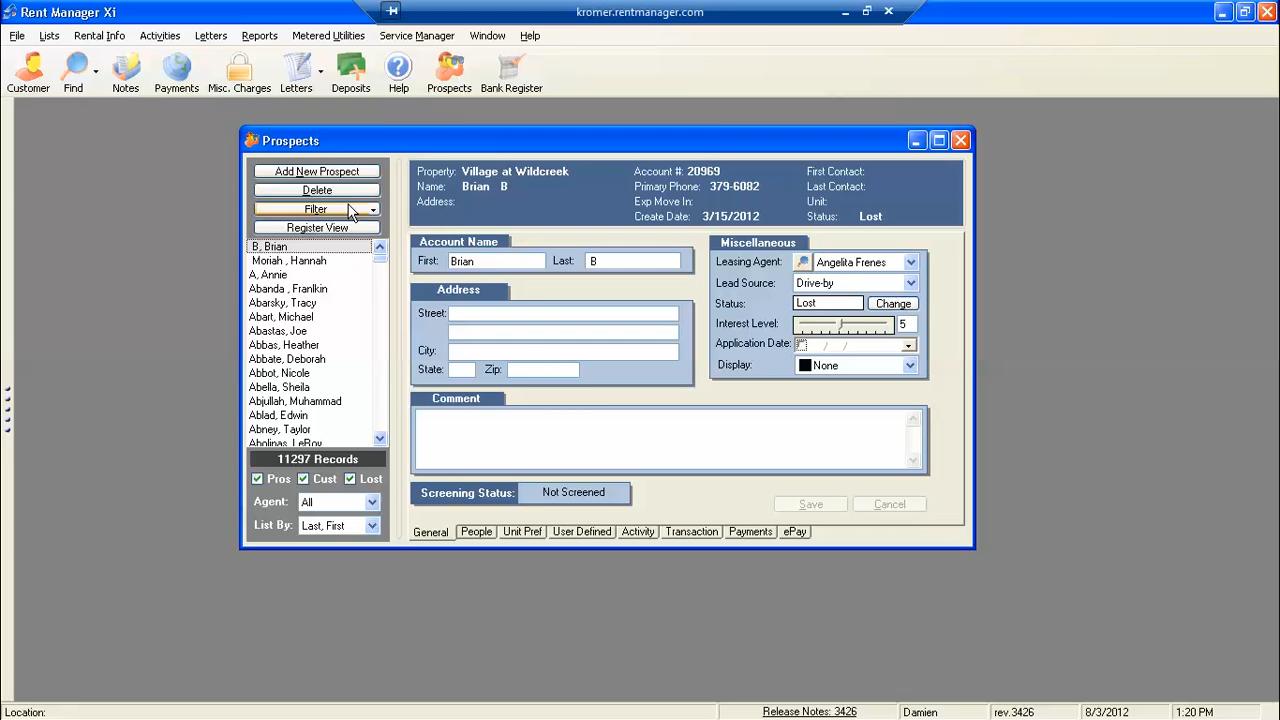 Rent Manager Xi
kromer.rentmanager.com
File Lists Rental Info Activities Letters Reports Metered Utilities Service Manager Window Help
Customer Find Notes Payments Misc. Charges Letters Deposits Help Prospects Bank Register
Prospects
Add New Prospect
Delete
Filter
Register View
B, Brian
Moriah , Hannah
A, Annie
Abanda , Franlkin
Abarsky, Tracy
Abart, Michael
Abastas, Joe
Abbas, Heather
Abbate, Deborah
Abbot, Nicole
Abella, Sheila
Abjullah, Muhammad
Ablad, Edwin
Abney, Taylor
Abolinas, LeRoy
11297 Records
Pros Cust Lost
Agent: All
List By: Last, First
Property: Village at Wildcreek
Name: Brian B
Address:
Account #: 20969
Primary Phone: 379-6082
Exp Move In:
Create Date: 3/15/2012
First Contact:
Last Contact:
Unit:
Status: Lost
Account Name
First: Brian Last: B
Address
Street:
City:
State: Zip:
Miscellaneous
Leasing Agent: Angelita Frenes
Lead Source: Drive-by
Status: Lost Change
Interest Level: 5
Application Date: / /
Display: None
Comment
Screening Status: Not Screened
Save Cancel
General People Unit Pref User Defined Activity Transaction Payments ePay
Location: Release Notes: 3426 Damien rev.3426 8/3/2012 1:20 PM